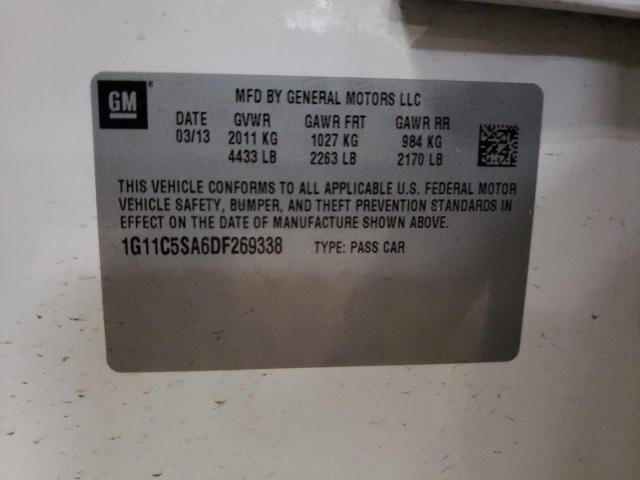 GM
MFD BY GENERAL MOTORS LLC
DATE GVWR GAWR FRT GAWR RR
03/13 2011 KG 1027 KG 984 KG
4433 LB 2263 LB 2170 LB
THIS VEHICLE CONFORMS TO ALL APPLICABLE U.S. FEDERAL MOTOR
VEHICLE SAFETY, BUMPER, AND THEFT PREVENTION STANDARDS IN
EFFECT ON THE DATE OF MANUFACTURE SHOWN ABOVE.
1G11C5SA6DF269338 TYPE: PASS CAR